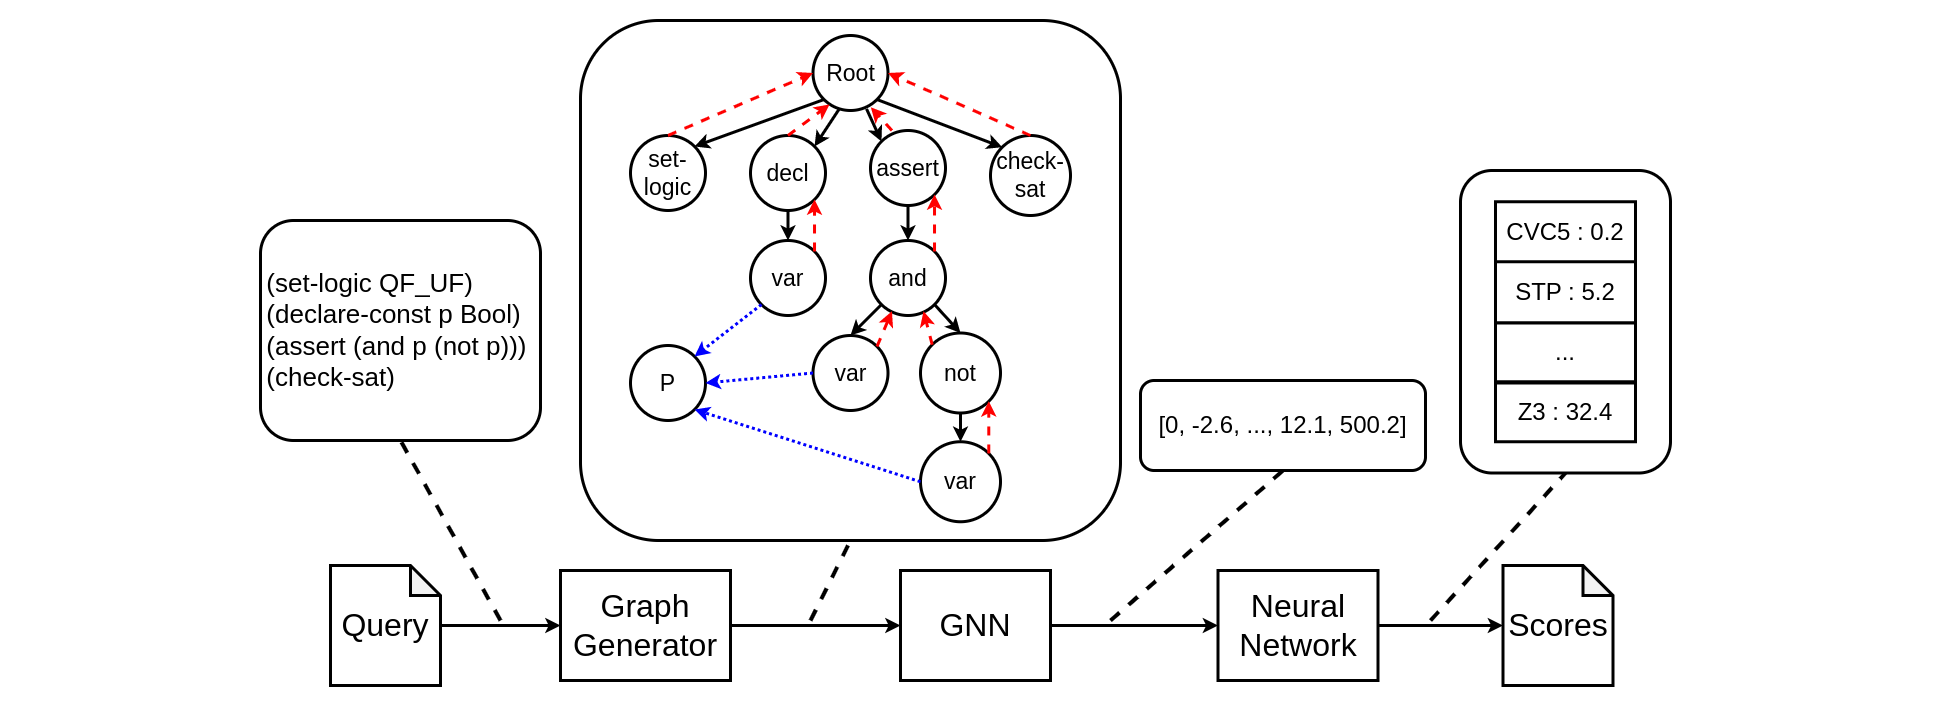 Root
set-
logic
decl
assert
check-
sat
var
and
P
var
not
var
(set-logic QF_UF)
(declare-const p Bool)
(assert (and p (not p)))
(check-sat)
[0, -2.6, ..., 12.1, 500.2]
CVC5 : 0.2
STP : 5.2
...
Z3 : 32.4
Query
Graph
Generator
GNN
Neural
Network
Scores